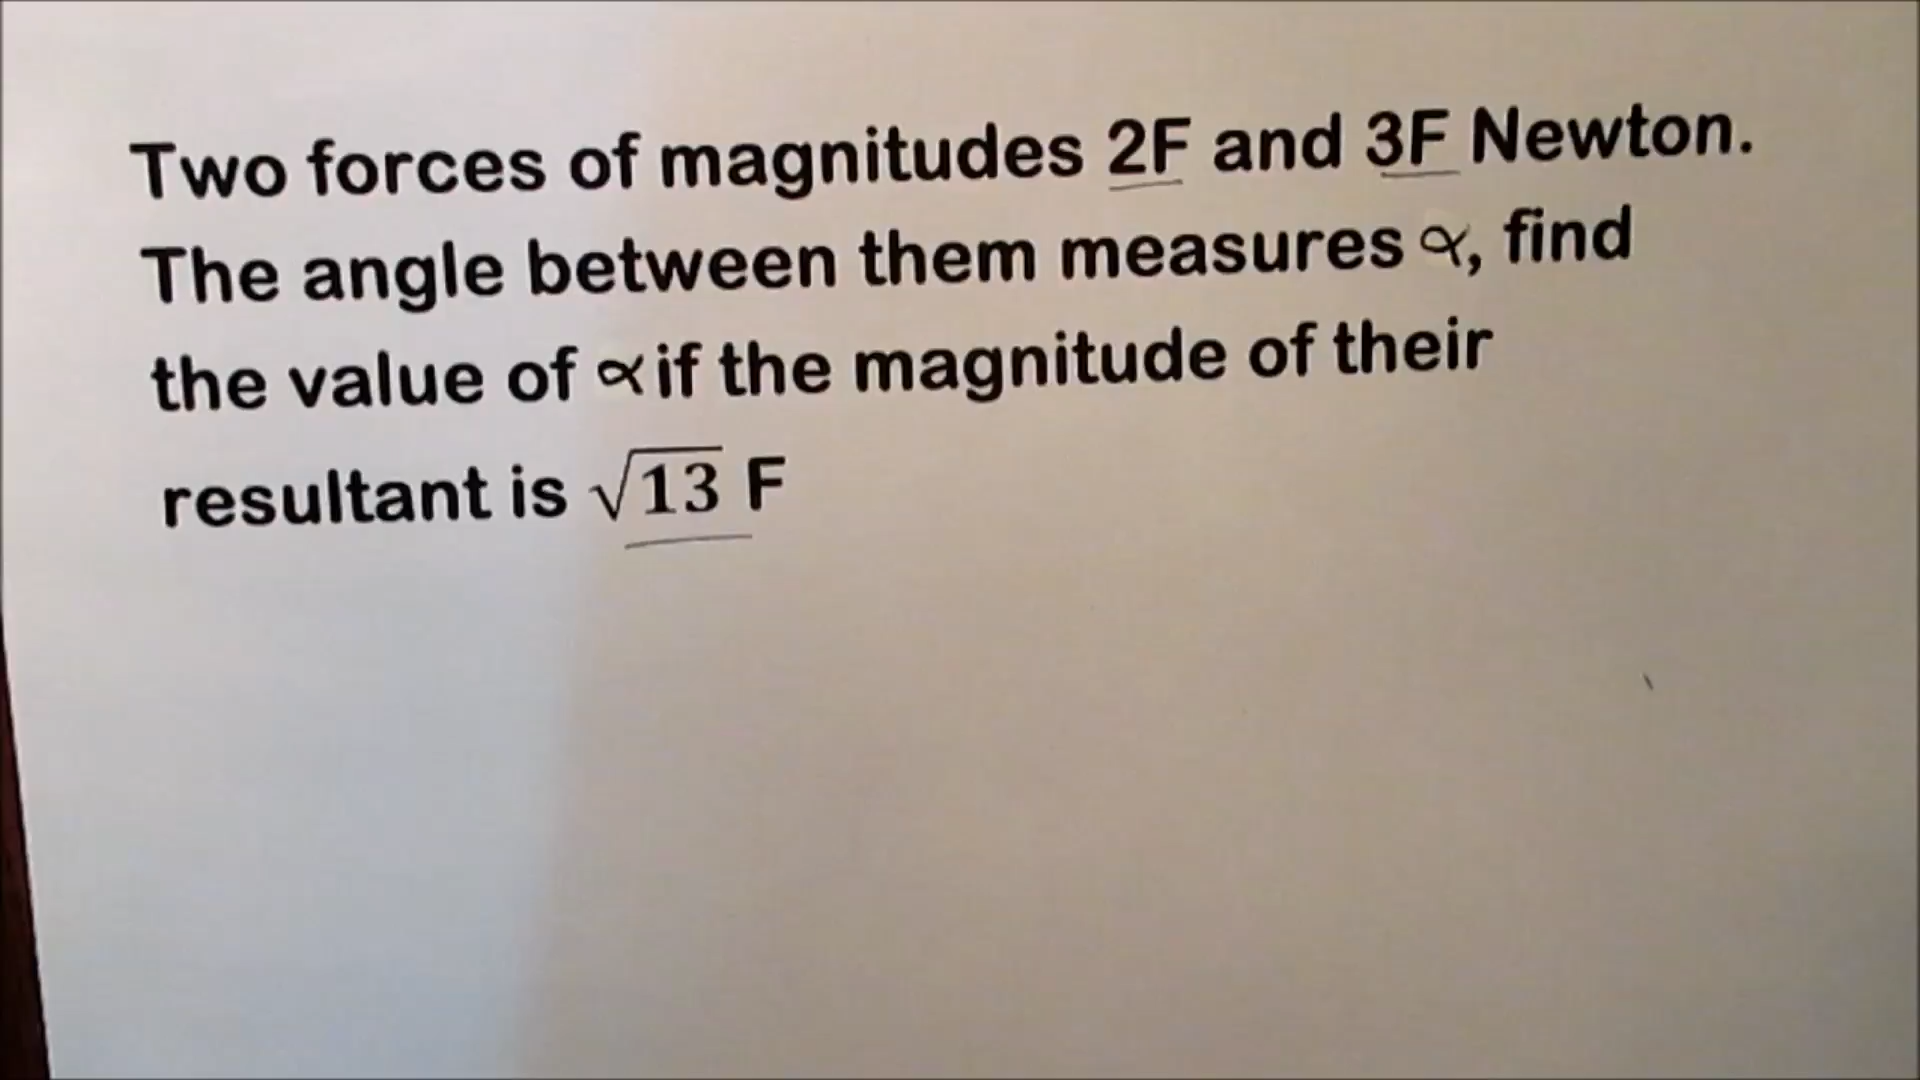 Two forces of magnitudes 2F and 3F Newton.
The angle between them measures ∝, find
the value of ∝ if the magnitude of their
resultant is √13 F